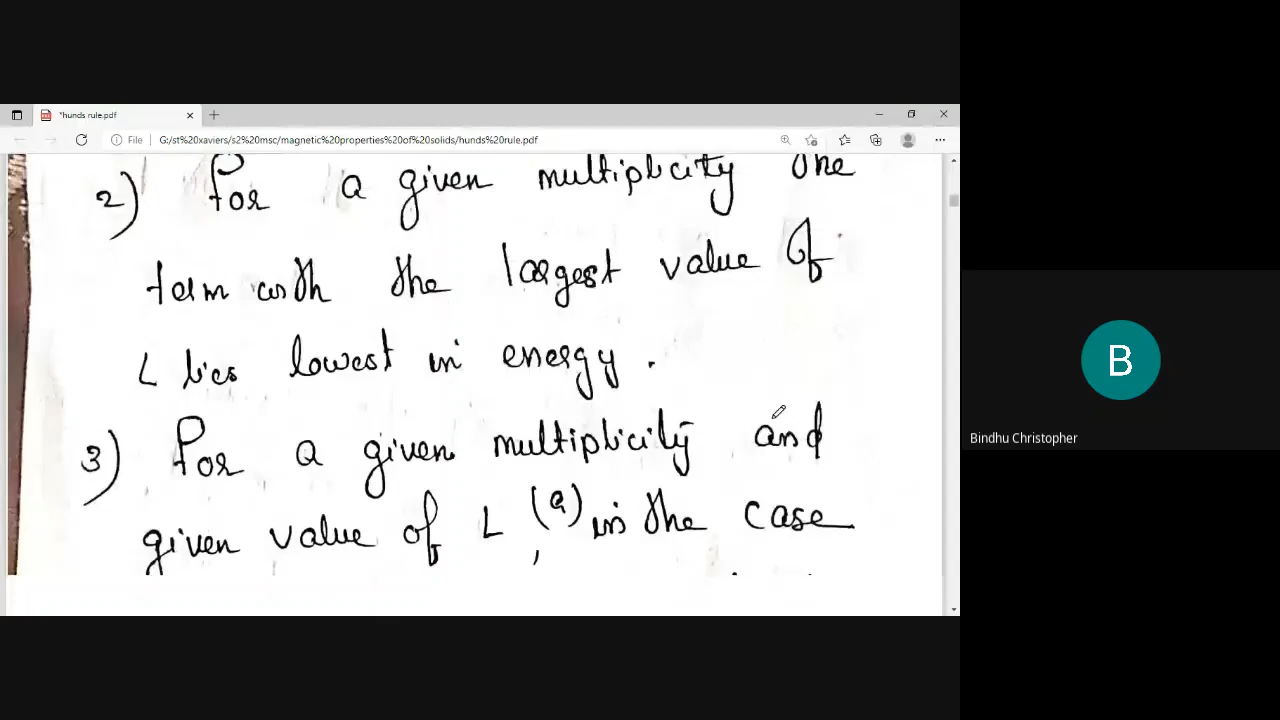 *hunds rule.pdf
File
G:/st%20xaviers/s2%20msc/magnetic%20properties%20of%20solids/hunds%20rule.pdf
2) For a given multiplicity the
term with the largest value of
L lies lowest in energy.
3) For a given multiplicity and
given value of L, (a) in the case
B
Bindhu Christopher